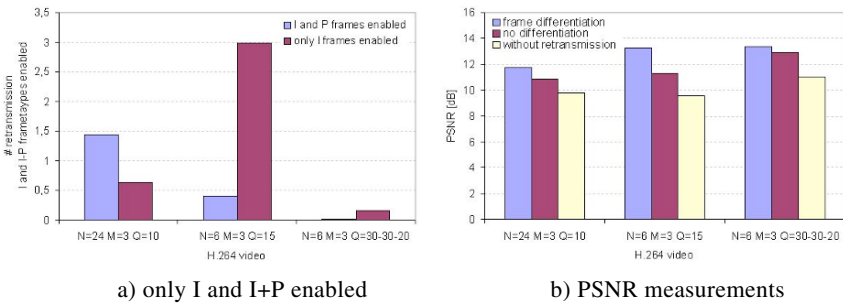 3,5
3
2,5
2
1,5
1
0,5
0
# retransmission
I and I-P frametaypes enabled
I and P frames enabled
only I frames enabled
N=24 M=3 Q=10
N=6 M=3 Q=15
N=6 M=3 Q=30-30-20
H.264 video
a) only I and I+P enabled
16
14
12
10
8
6
4
2
0
PSNR [dB]
frame differentiation
no differentiation
without retransmission
N=24 M=3 Q=10
N=6 M=3 Q=15
N=6 M=3 Q=30-30-20
H.264 video
b) PSNR measurements